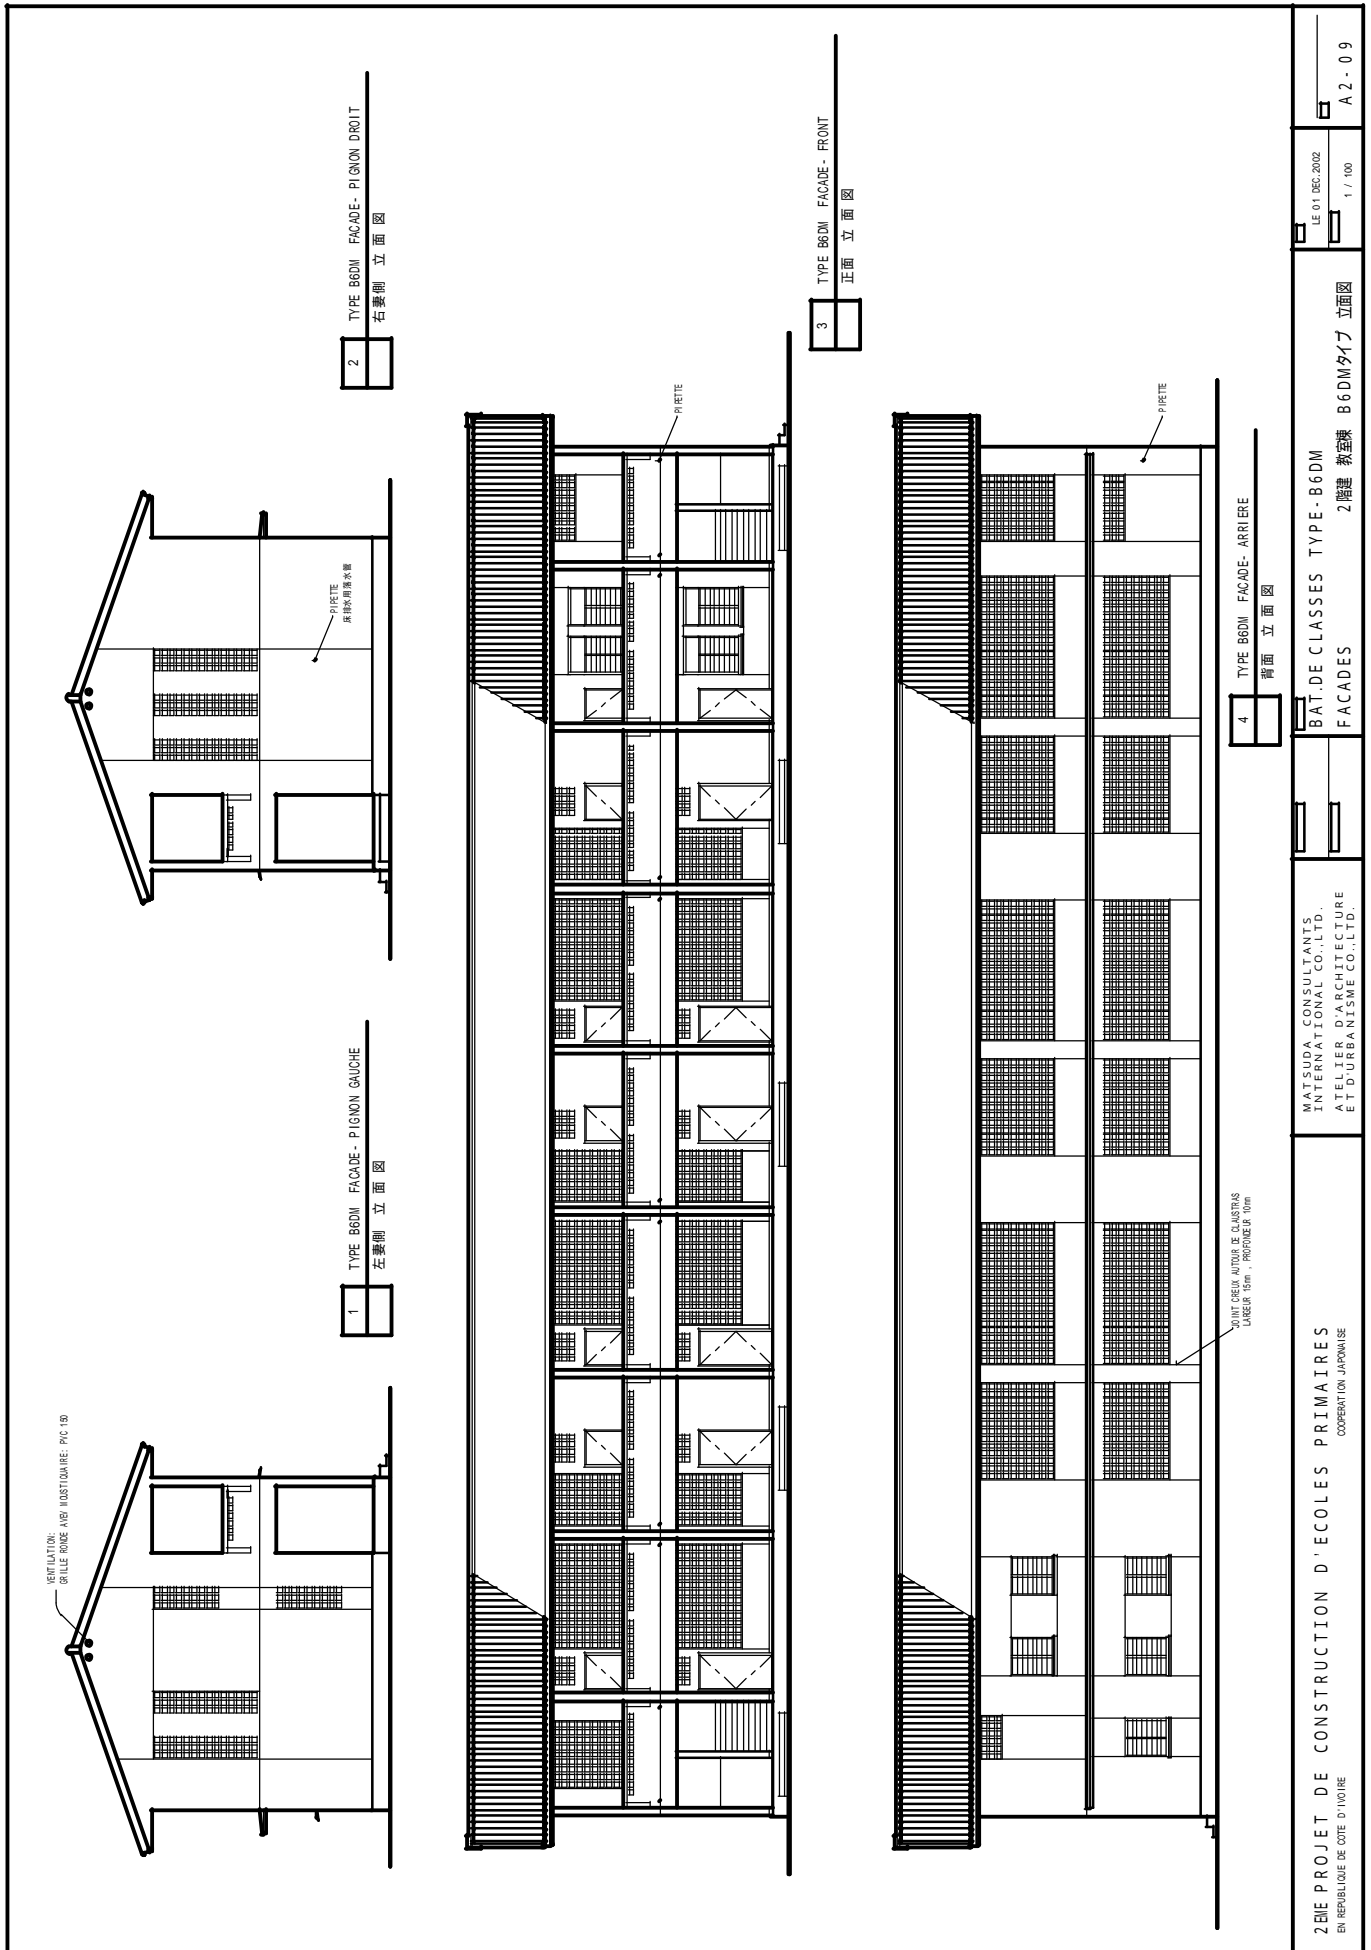 VENTILATION:
GRILLE RONDE AVEV MOUSTIQUAIRE: PVC 150
PIPETTE
床排水用落水管
1
TYPE B6DM FACADE- PIGNON GAUCHE
左妻側 立面図
2
TYPE B6DM FACADE- PIGNON DROIT
右妻側 立面図
PIPETTE
3
TYPE B6DM FACADE- FRONT
正面 立面図
PIPETTE
JOINT CREUX AUTOUR DE CLAUSTRAS
LARGEUR 15mm , PROFONDEUR 10mm
4
TYPE B6DM FACADE- ARRIERE
背面 立面図
2EME PROJET DE CONSTRUCTION D'ECOLES PRIMAIRES
EN REPUBLIQUE DE COTE D'IVOIRE
COOPERATION JAPONAISE
MATSUDA CONSULTANTS
INTERNATIONAL CO.,LTD.
ATELIER D'ARCHITECTURE
ET D'URBANISME CO.,LTD.
BAT.DE CLASSES TYPE-B6DM
FACADES
2階建 教室棟 B6DMタイプ 立面図
LE 01 DEC.2002
1 / 100
A2-09